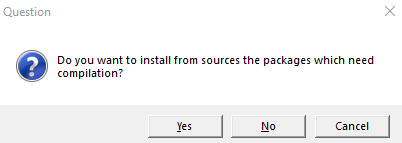 Question
Do you want to install from sources the packages which need
compilation?
Yes
No
Cancel